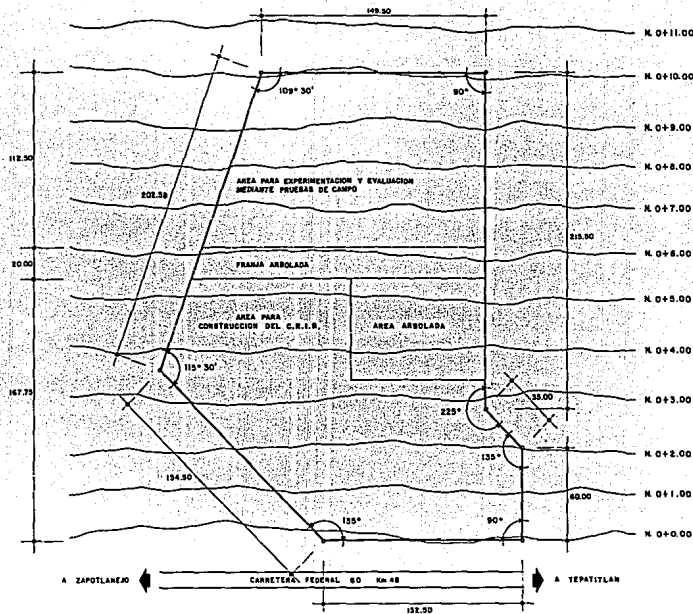 149.50
N. 0+11.00
N. 0+10.00
109° 30'
90°
N. 0+9.00
112.50
N. 0+8.00
AREA PARA EXPERIMENTACION Y EVALUACION
MEDIANTE PRUEBAS DE CAMPO
202.58
N. 0+7.00
215.50
20.00
N. 0+6.00
FRANJA ARBOLADA
N. 0+5.00
AREA PARA
CONSTRUCCION DEL C.R.I.B.
AREA ARBOLADA
N. 0+4.00
115° 30'
167.75
N. 0+3.00
35.00
225°
N. 0+2.00
135°
154.50
N. 0+1.00
60.00
135°
90°
N. 0+0.00
A ZAPOTLANEJO
CARRETERA FEDERAL 80 Km 48
A TEPATITLAN
132.50